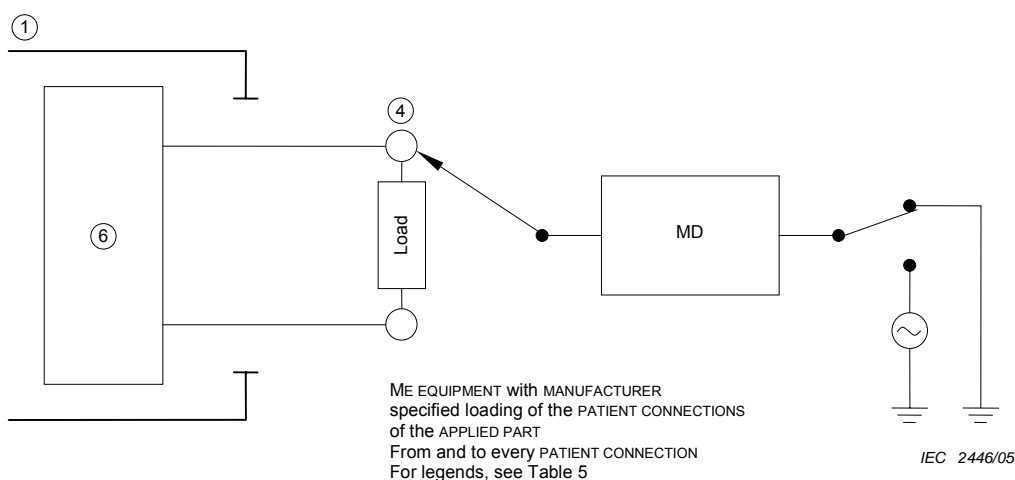 1
4
6
Load
MD
ME EQUIPMENT with MANUFACTURER
specified loading of the PATIENT CONNECTIONS
of the APPLIED PART
From and to every PATIENT CONNECTION
For legends, see Table 5
IEC 2446/05